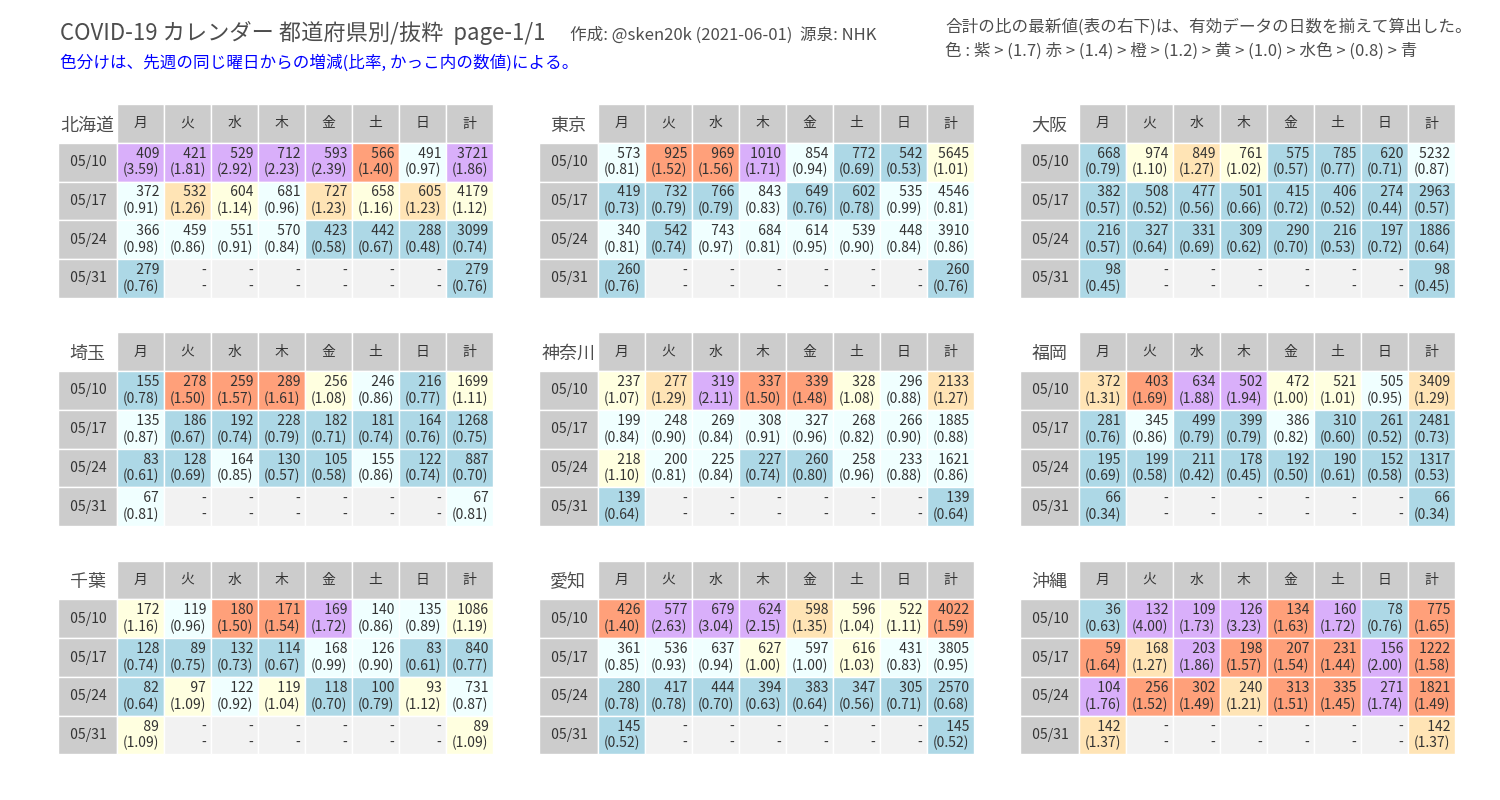 COVID-19 カレンダー 都道府県別/抜粋 page-1/1 作成: @sken20k (2021-06-01) 源泉: NHK
合計の比の最新値(表の右下)は、有効データの日数を揃えて算出した。
色分けは、先週の同じ曜日からの増減(比率, かっこ内の数値)による。
色 : 紫 > (1.7) 赤 > (1.4) 橙 > (1.2) 黄 > (1.0) > 水色 > (0.8) > 青
北海道 月 火 水 木 金 土 日 計
05/10 409 421 529 712 593 566 491 3721
(3.59) (1.81) (2.92) (2.23) (2.39) (1.40) (0.97) (1.86)
05/17 372 532 604 681 727 658 605 4179
(0.91) (1.26) (1.14) (0.96) (1.23) (1.16) (1.23) (1.12)
05/24 366 459 551 570 423 442 288 3099
(0.98) (0.86) (0.91) (0.84) (0.58) (0.67) (0.48) (0.74)
05/31 279 - - - - - - 279
(0.76) - - - - - - (0.76)
東京 月 火 水 木 金 土 日 計
05/10 573 925 969 1010 854 772 542 5645
(0.81) (1.52) (1.56) (1.71) (0.94) (0.69) (0.53) (1.01)
05/17 419 732 766 843 649 602 535 4546
(0.73) (0.79) (0.79) (0.83) (0.76) (0.78) (0.99) (0.81)
05/24 340 542 743 684 614 539 448 3910
(0.81) (0.74) (0.97) (0.81) (0.95) (0.90) (0.84) (0.86)
05/31 260 - - - - - - 260
(0.76) - - - - - - (0.76)
大阪 月 火 水 木 金 土 日 計
05/10 668 974 849 761 575 785 620 5232
(0.79) (1.10) (1.27) (1.02) (0.57) (0.77) (0.71) (0.87)
05/17 382 508 477 501 415 406 274 2963
(0.57) (0.52) (0.56) (0.66) (0.72) (0.52) (0.44) (0.57)
05/24 216 327 331 309 290 216 197 1886
(0.57) (0.64) (0.69) (0.62) (0.70) (0.53) (0.72) (0.64)
05/31 98 - - - - - - 98
(0.45) - - - - - - (0.45)
埼玉 月 火 水 木 金 土 日 計
05/10 155 278 259 289 256 246 216 1699
(0.78) (1.50) (1.57) (1.61) (1.08) (0.86) (0.77) (1.11)
05/17 135 186 192 228 182 181 164 1268
(0.87) (0.67) (0.74) (0.79) (0.71) (0.74) (0.76) (0.75)
05/24 83 128 164 130 105 155 122 887
(0.61) (0.69) (0.85) (0.57) (0.58) (0.86) (0.74) (0.70)
05/31 67 - - - - - - 67
(0.81) - - - - - - (0.81)
神奈川 月 火 水 木 金 土 日 計
05/10 237 277 319 337 339 328 296 2133
(1.07) (1.29) (2.11) (1.50) (1.48) (1.08) (0.88) (1.27)
05/17 199 248 269 308 327 268 266 1885
(0.84) (0.90) (0.84) (0.91) (0.96) (0.82) (0.90) (0.88)
05/24 218 200 225 227 260 258 233 1621
(1.10) (0.81) (0.84) (0.74) (0.80) (0.96) (0.88) (0.86)
05/31 139 - - - - - - 139
(0.64) - - - - - - (0.64)
福岡 月 火 水 木 金 土 日 計
05/10 372 403 634 502 472 521 505 3409
(1.31) (1.69) (1.88) (1.94) (1.00) (1.01) (0.95) (1.29)
05/17 281 345 499 399 386 310 261 2481
(0.76) (0.86) (0.79) (0.79) (0.82) (0.60) (0.52) (0.73)
05/24 195 199 211 178 192 190 152 1317
(0.69) (0.58) (0.42) (0.45) (0.50) (0.61) (0.58) (0.53)
05/31 66 - - - - - - 66
(0.34) - - - - - - (0.34)
千葉 月 火 水 木 金 土 日 計
05/10 172 119 180 171 169 140 135 1086
(1.16) (0.96) (1.50) (1.54) (1.72) (0.86) (0.89) (1.19)
05/17 128 89 132 114 168 126 83 840
(0.74) (0.75) (0.73) (0.67) (0.99) (0.90) (0.61) (0.77)
05/24 82 97 122 119 118 100 93 731
(0.64) (1.09) (0.92) (1.04) (0.70) (0.79) (1.12) (0.87)
05/31 89 - - - - - - 89
(1.09) - - - - - - (1.09)
愛知 月 火 水 木 金 土 日 計
05/10 426 577 679 624 598 596 522 4022
(1.40) (2.63) (3.04) (2.15) (1.35) (1.04) (1.11) (1.59)
05/17 361 536 637 627 597 616 431 3805
(0.85) (0.93) (0.94) (1.00) (1.00) (1.03) (0.83) (0.95)
05/24 280 417 444 394 383 347 305 2570
(0.78) (0.78) (0.70) (0.63) (0.64) (0.56) (0.71) (0.68)
05/31 145 - - - - - - 145
(0.52) - - - - - - (0.52)
沖縄 月 火 水 木 金 土 日 計
05/10 36 132 109 126 134 160 78 775
(0.63) (4.00) (1.73) (3.23) (1.63) (1.72) (0.76) (1.65)
05/17 59 168 203 198 207 231 156 1222
(1.64) (1.27) (1.86) (1.57) (1.54) (1.44) (2.00) (1.58)
05/24 104 256 302 240 313 335 271 1821
(1.76) (1.52) (1.49) (1.21) (1.51) (1.45) (1.74) (1.49)
05/31 142 - - - - - - 142
(1.37) - - - - - - (1.37)